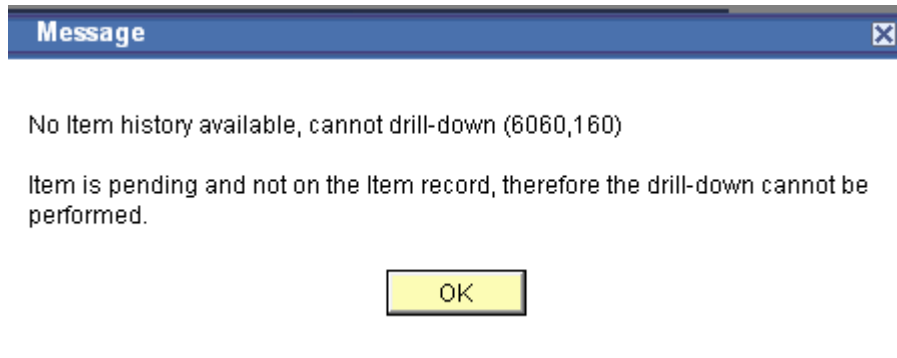 Message
No Item history available, cannot drill-down (6060,160)
Item is pending and not on the Item record, therefore the drill-down cannot be
performed.
OK